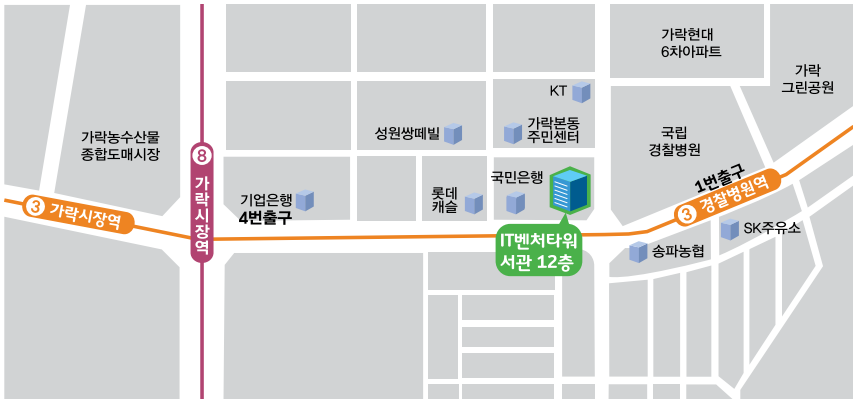 가락현대
6차아파트
가락
그린공원
KT
가락농수산물
종합도매시장
성원쌍떼빌
가락본동
주민센터
국립
경찰병원
8
가락시장역
국민은행
1번출구
3 경찰병원역
기업은행
4번출구
롯데
캐슬
3 가락시장역
IT벤처타워
서관 12층
SK주유소
송파농협